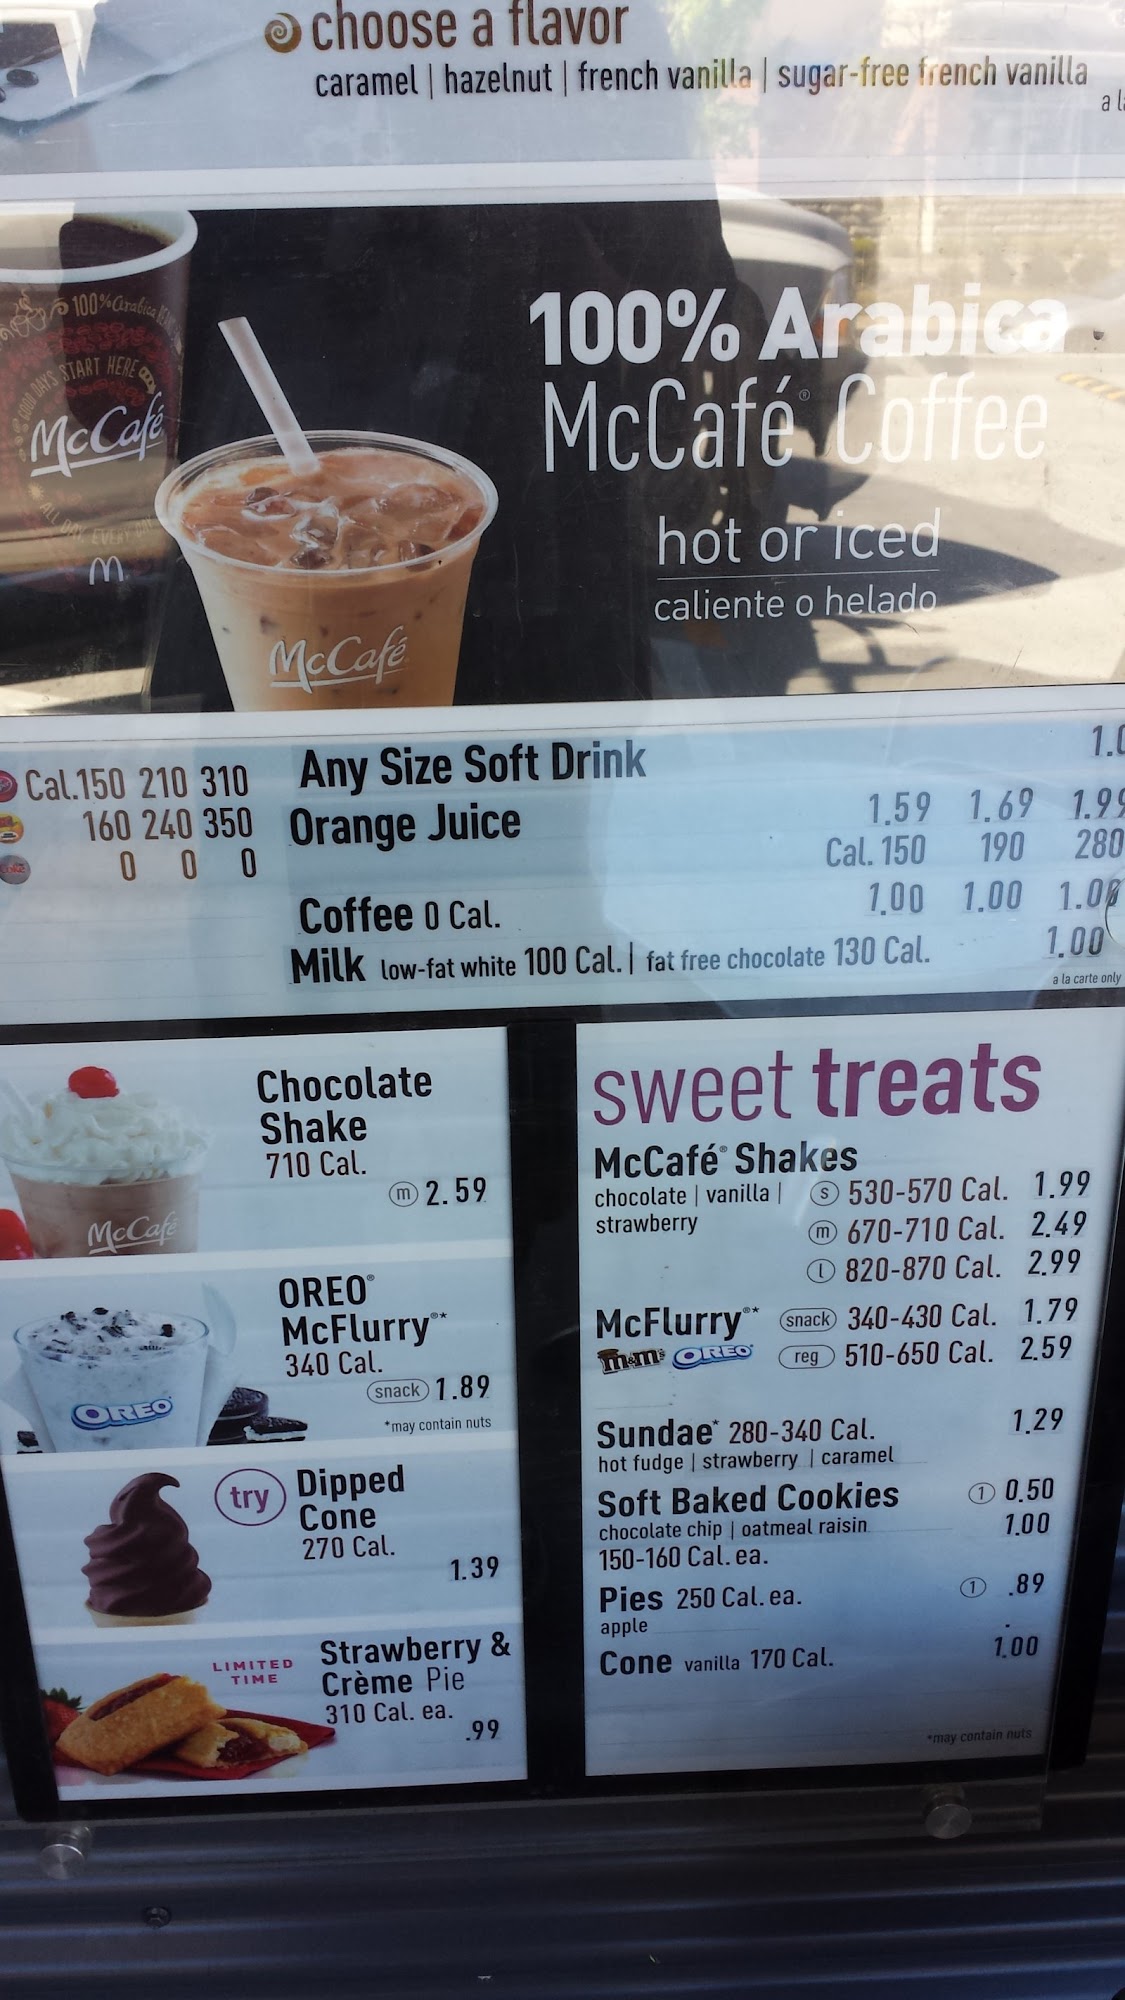 choose a flavor
caramel | hazelnut | french vanilla | sugar-free french vanilla
100% Arabica
START HERE
McCafé
McCafé
100% Arabica
McCafé® Coffee
hot or iced
caliente o helado
Cal.150 210 310
160 240 350
0 0 0
Any Size Soft Drink
Orange Juice 1.59 1.69 1.99
Cal. 150 190 280
Coffee 0 Cal. 1.00 1.00 1.00
Milk low-fat white 100 Cal. | fat free chocolate 130 Cal. 1.00
a la carte only
Chocolate
Shake
710 Cal.
m 2.59
McCafé
OREO®
McFlurry®*
340 Cal.
snack 1.89
*may contain nuts
OREO
try Dipped
Cone
270 Cal.
1.39
LIMITED
TIME
Strawberry &
Crème Pie
310 Cal. ea.
.99
sweet treats
McCafé® Shakes
chocolate | vanilla | s 530-570 Cal. 1.99
strawberry m 670-710 Cal. 2.49
l 820-870 Cal. 2.99
McFlurry®* snack 340-430 Cal. 1.79
m&m's OREO reg 510-650 Cal. 2.59
Sundae* 280-340 Cal. 1.29
hot fudge | strawberry | caramel
Soft Baked Cookies 1 0.50
chocolate chip | oatmeal raisin 1.00
150-160 Cal. ea.
Pies 250 Cal. ea. 1 .89
apple
Cone vanilla 170 Cal. 1.00
*may contain nuts